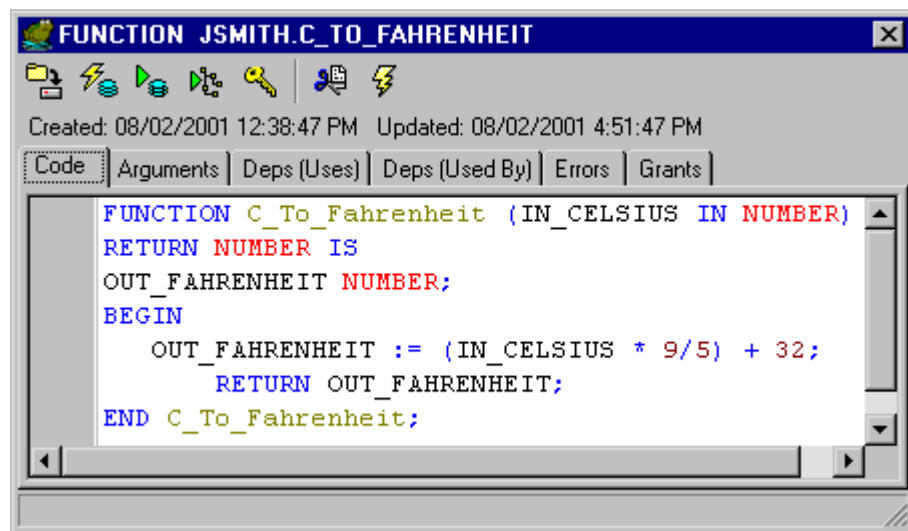 FUNCTION JSMITH.C_TO_FAHRENHEIT
Created: 08/02/2001 12:38:47 PM Updated: 08/02/2001 4:51:47 PM
Code Arguments Deps (Uses) Deps (Used By) Errors Grants
FUNCTION C_To_Fahrenheit (IN_CELSIUS IN NUMBER)
RETURN NUMBER IS
OUT_FAHRENHEIT NUMBER;
BEGIN
OUT_FAHRENHEIT := (IN_CELSIUS * 9/5) + 32;
RETURN OUT_FAHRENHEIT;
END C_To_Fahrenheit;